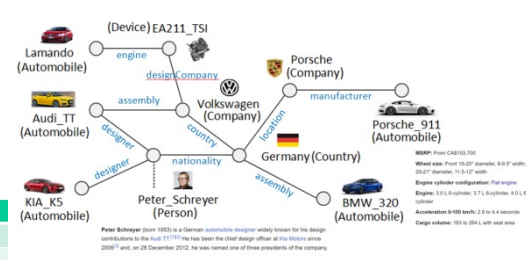 (Device) EA211_TSI
Lamando
(Automobile)
engine
designCompany
Porsche
(Company)
assembly
Volkswagen
(Company)
manufacturer
Audi_TT
(Automobile)
designer
country
location
Porsche_911
(Automobile)
Germany (Country)
designer
nationality
assembly
KIA_K5
(Automobile)
Peter_Schreyer
(Person)
BMW_320
(Automobile)
MSRP: From CA$153,700
Wheel size: Front 19-20" diameter, 8-9.5" width;
20-21" diameter, 11.5-12" width
Engine cylinder configuration: Flat engine
Engine: 3.0 L 6-cylinder, 3.7 L 6-cylinder, 4.0 L 6
cylinder
Acceleration 0-100 km/h: 2.8 to 4.4 seconds
Cargo volume: 163 to 264 L with seat area
Peter Schreyer (born 1953) is a German automobile designer widely known for his design
contributions to the Audi TT. He has been the chief design officer at Kia Motors since
2006 and, on 28 December 2012, he was named one of three presidents of the company.